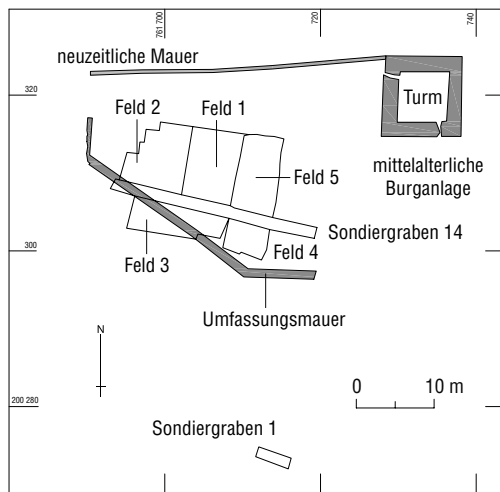 761 700
720
740
neuzeitliche Mauer
320
Feld 2
Feld 1
Turm
Feld 5
mittelalterliche
Burganlage
Sondiergraben 14
300
Feld 4
Feld 3
Umfassungsmauer
N
0 10 m
200 280
Sondiergraben 1